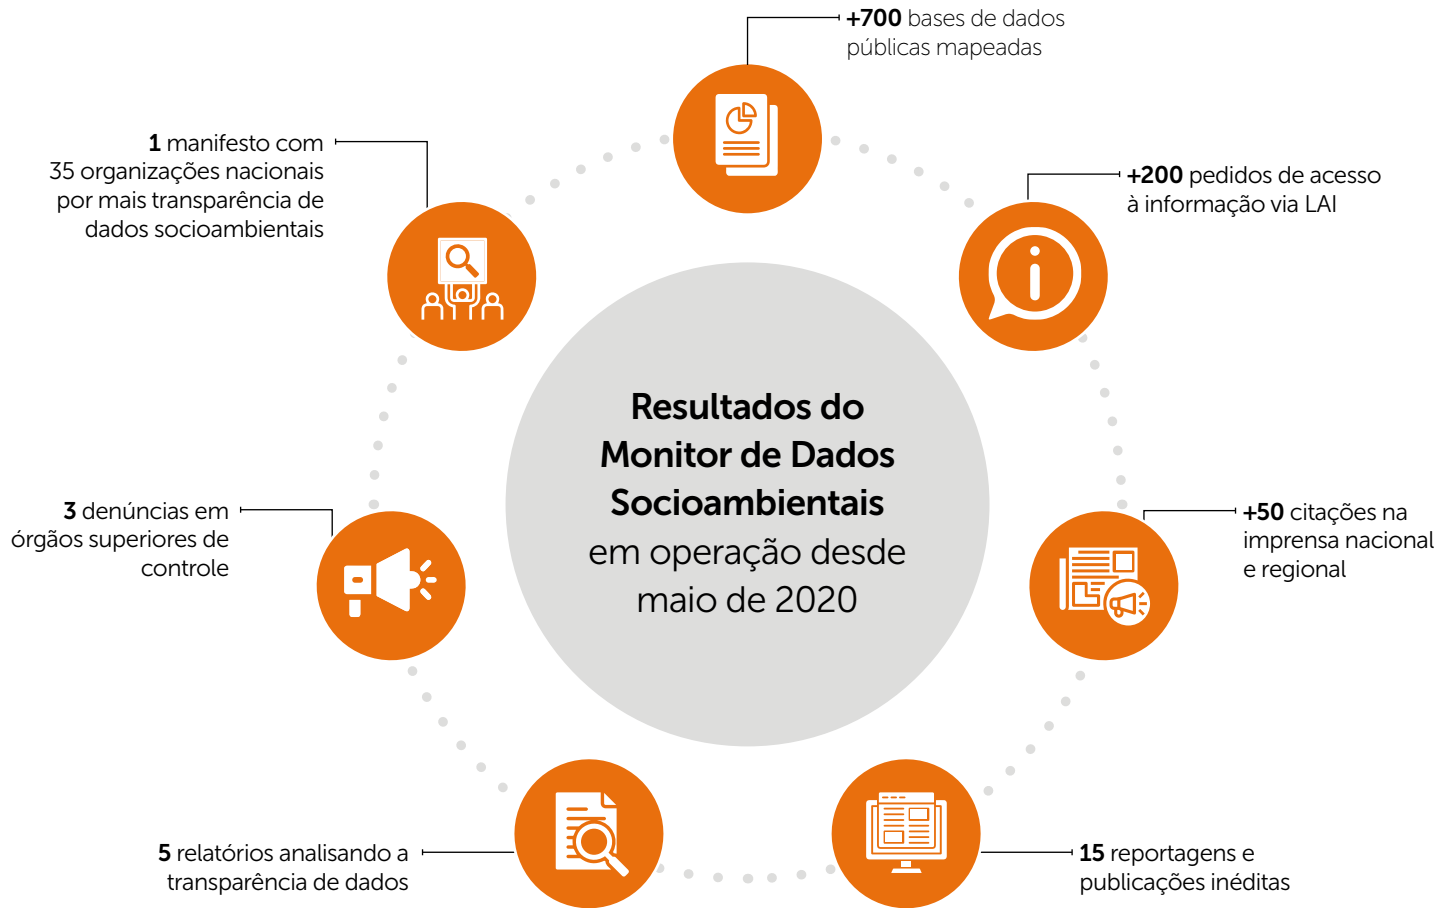 Resultados do
Monitor de Dados
Socioambientais
em operação desde
maio de 2020
+700 bases de dados
públicas mapeadas
+200 pedidos de acesso
à informação via LAI
+50 citações na
imprensa nacional
e regional
15 reportagens e
publicações inéditas
5 relatórios analisando a
transparência de dados
3 denúncias em
órgãos superiores de
controle
1 manifesto com
35 organizações nacionais
por mais transparência de
dados socioambientais